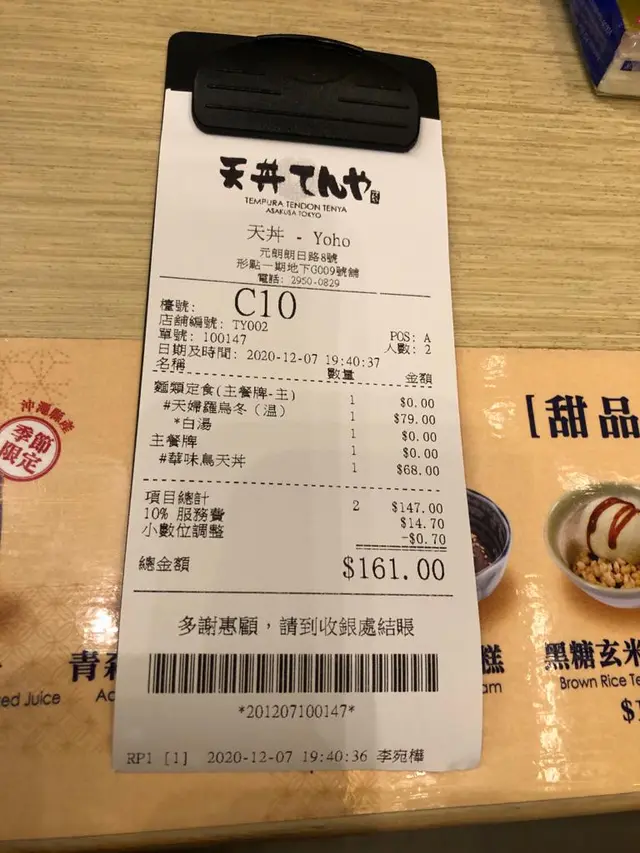 天丼てんや
TEMPURA TENDON TENYA
ASAKUSA TOKYO
天丼 - Yoho
元朗朗日路8號
形點一期地下G009號舖
電話: 2950-0829
檯號: C10
店舖編號: TY002 POS: A
單號: 100147 人數: 2
日期及時間: 2020-12-07 19:40:37
名稱 數量 金額
麵類定食(主餐牌-主) 1 $0.00
#天婦羅烏冬（温） 1 $79.00
*白湯 1 $0.00
主餐牌 1 $0.00
#華味鳥天丼 1 $68.00
項目總計 2 $147.00
10% 服務費 $14.70
小數位調整 -$0.70
總金額 $161.00
多謝惠顧，請到收銀處結賬
*201207100147*
RP1 [1] 2020-12-07 19:40:36 李宛樺
沖繩縣產
季節
限定
青森
ed Juice
[甜品
糕
am
黑糖玄米
Brown Rice Te